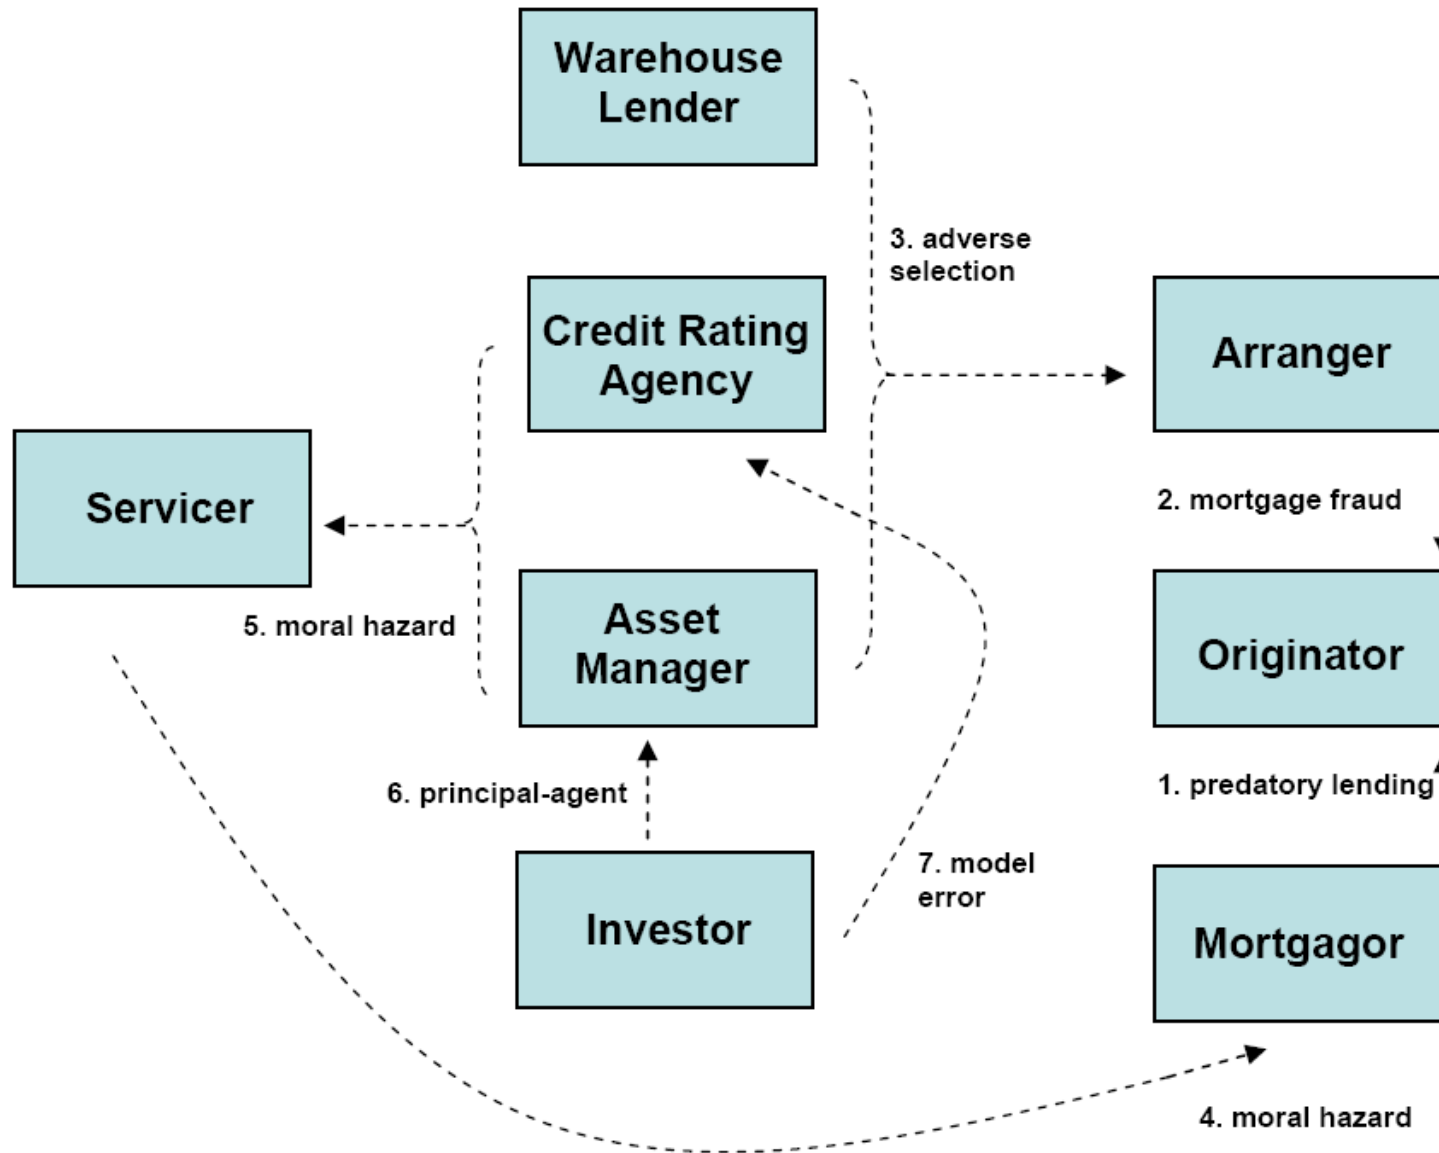 Warehouse
Lender
3. adverse
selection
Credit Rating
Agency
Arranger
Servicer
2. mortgage fraud
5. moral hazard
Asset
Manager
Originator
6. principal-agent
1. predatory lending
7. model
error
Investor
Mortgagor
4. moral hazard